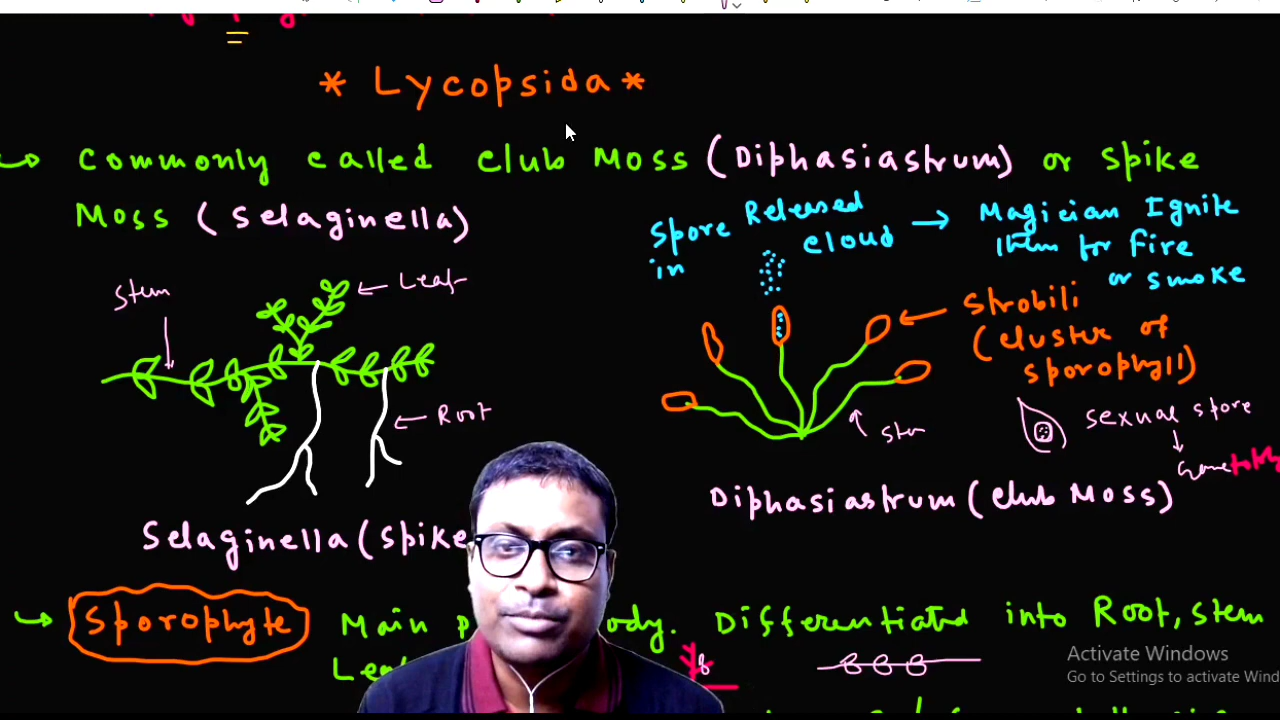 * Lycopsida *
Commonly called club Moss (Diphasiastrum) or spike
Moss (Selaginella)
Spore Released
in cloud → Magician Ignite
them for fire
or smoke
Stem
Leaf
Root
Strobili
(cluster of
sporophyll)
sexual spore
Diphasiastrum (club Moss)
Selaginella (spike
Sporophyte Main body. Differentiated into Root, stem
Activate Windows
Go to Settings to activate Wind